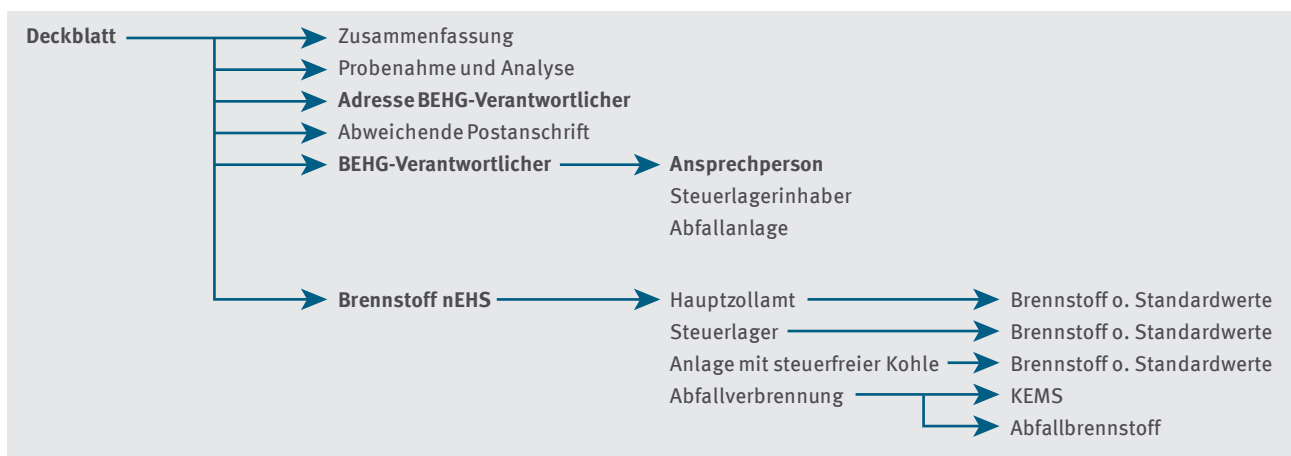 Deckblatt Zusammenfassung
Probenahme und Analyse
Adresse BEHG-Verantwortlicher
Abweichende Postanschrift
BEHG-Verantwortlicher Ansprechperson
Steuerlagerinhaber
Abfallanlage
Brennstoff nEHS Hauptzollamt Brennstoff o. Standardwerte
Steuerlager Brennstoff o. Standardwerte
Anlage mit steuerfreier Kohle Brennstoff o. Standardwerte
Abfallverbrennung KEMS
Abfallbrennstoff